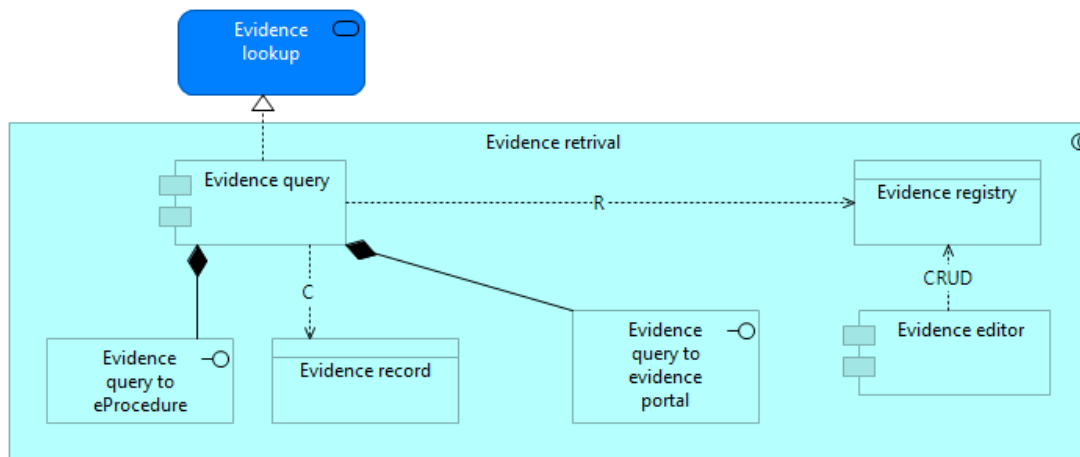 Evidence
lookup
Evidence retrival
Evidence query
R
Evidence registry
C
CRUD
Evidence
query to
eProcedure
Evidence record
Evidence
query to
evidence
portal
Evidence editor